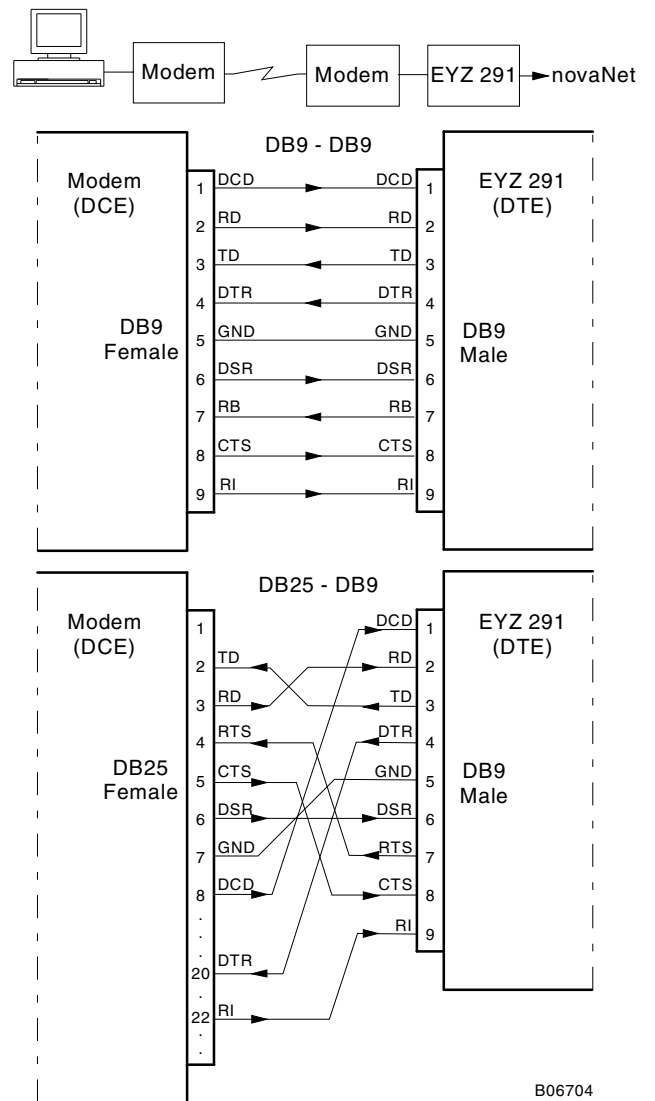 Modem Modem EYZ 291 novaNet
DB9 - DB9
Modem
(DCE)
EYZ 291
(DTE)
DB9
Female
DB9
Male
1 DCD DCD 1
2 RD RD 2
3 TD TD 3
4 DTR DTR 4
5 GND GND 5
6 DSR DSR 6
7 RB RB 7
8 CTS CTS 8
9 RI RI 9
DB25 - DB9
Modem
(DCE)
EYZ 291
(DTE)
DB25
Female
DB9
Male
1 DCD 1
2 TD RD 2
3 RD TD 3
4 RTS DTR 4
5 CTS GND 5
6 DSR DSR 6
7 GND RTS 7
8 DCD CTS 8
. RI 9
.
.
20 DTR
.
22 RI
.
.
B06704